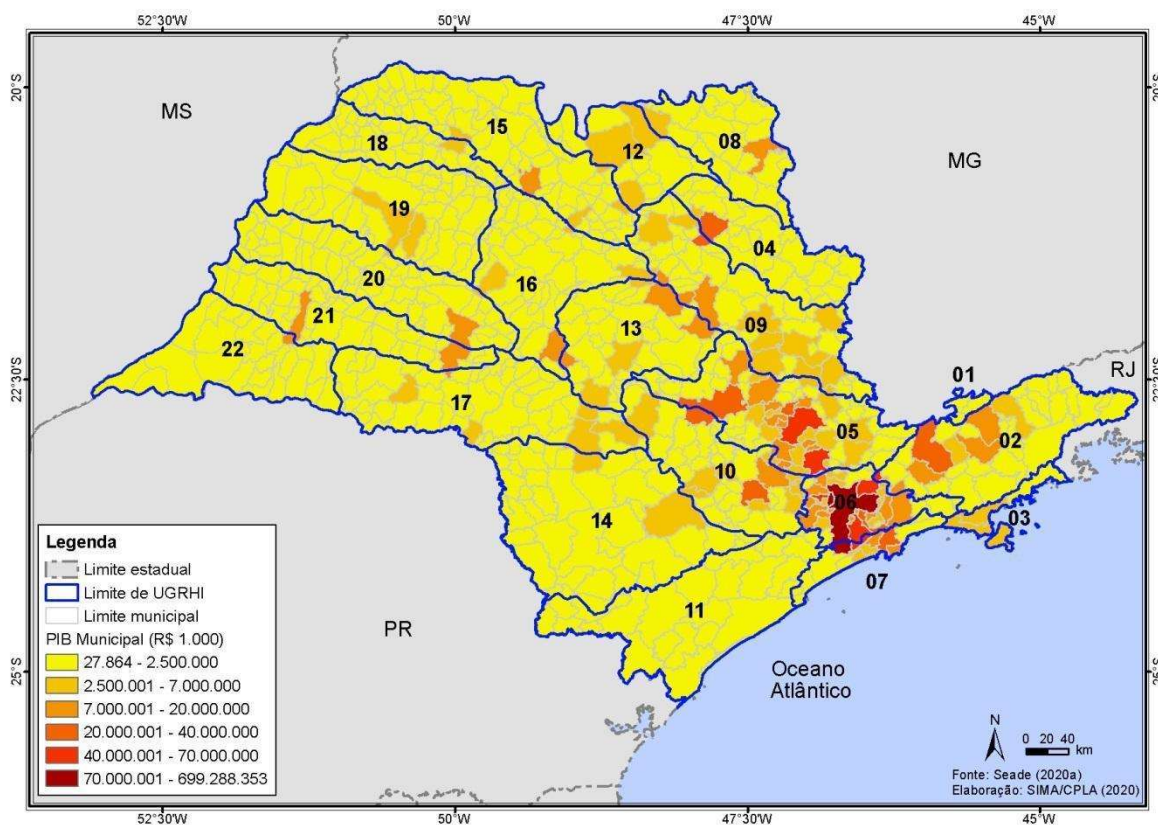 52°30'W 50°W 47°30'W 45°W
20°S 20°S
MS
15
18
12
08
MG
19
04
16
20
09
21
13
22
22°30'S 22°30'S
01
RJ
17
05
02
10
06
03
14
07
11
PR
Oceano
Atlântico
25°S 25°S
Legenda
Limite estadual
Limite de UGRHI
Limite municipal
PIB Municipal (R$ 1.000)
27.864 - 2.500.000
2.500.001 - 7.000.000
7.000.001 - 20.000.000
20.000.001 - 40.000.000
40.000.001 - 70.000.000
70.000.001 - 699.288.353
N
0 20 40
km
Fonte: Seade (2020a)
Elaboração: SIMA/CPLA (2020)
52°30'W 50°W 47°30'W 45°W